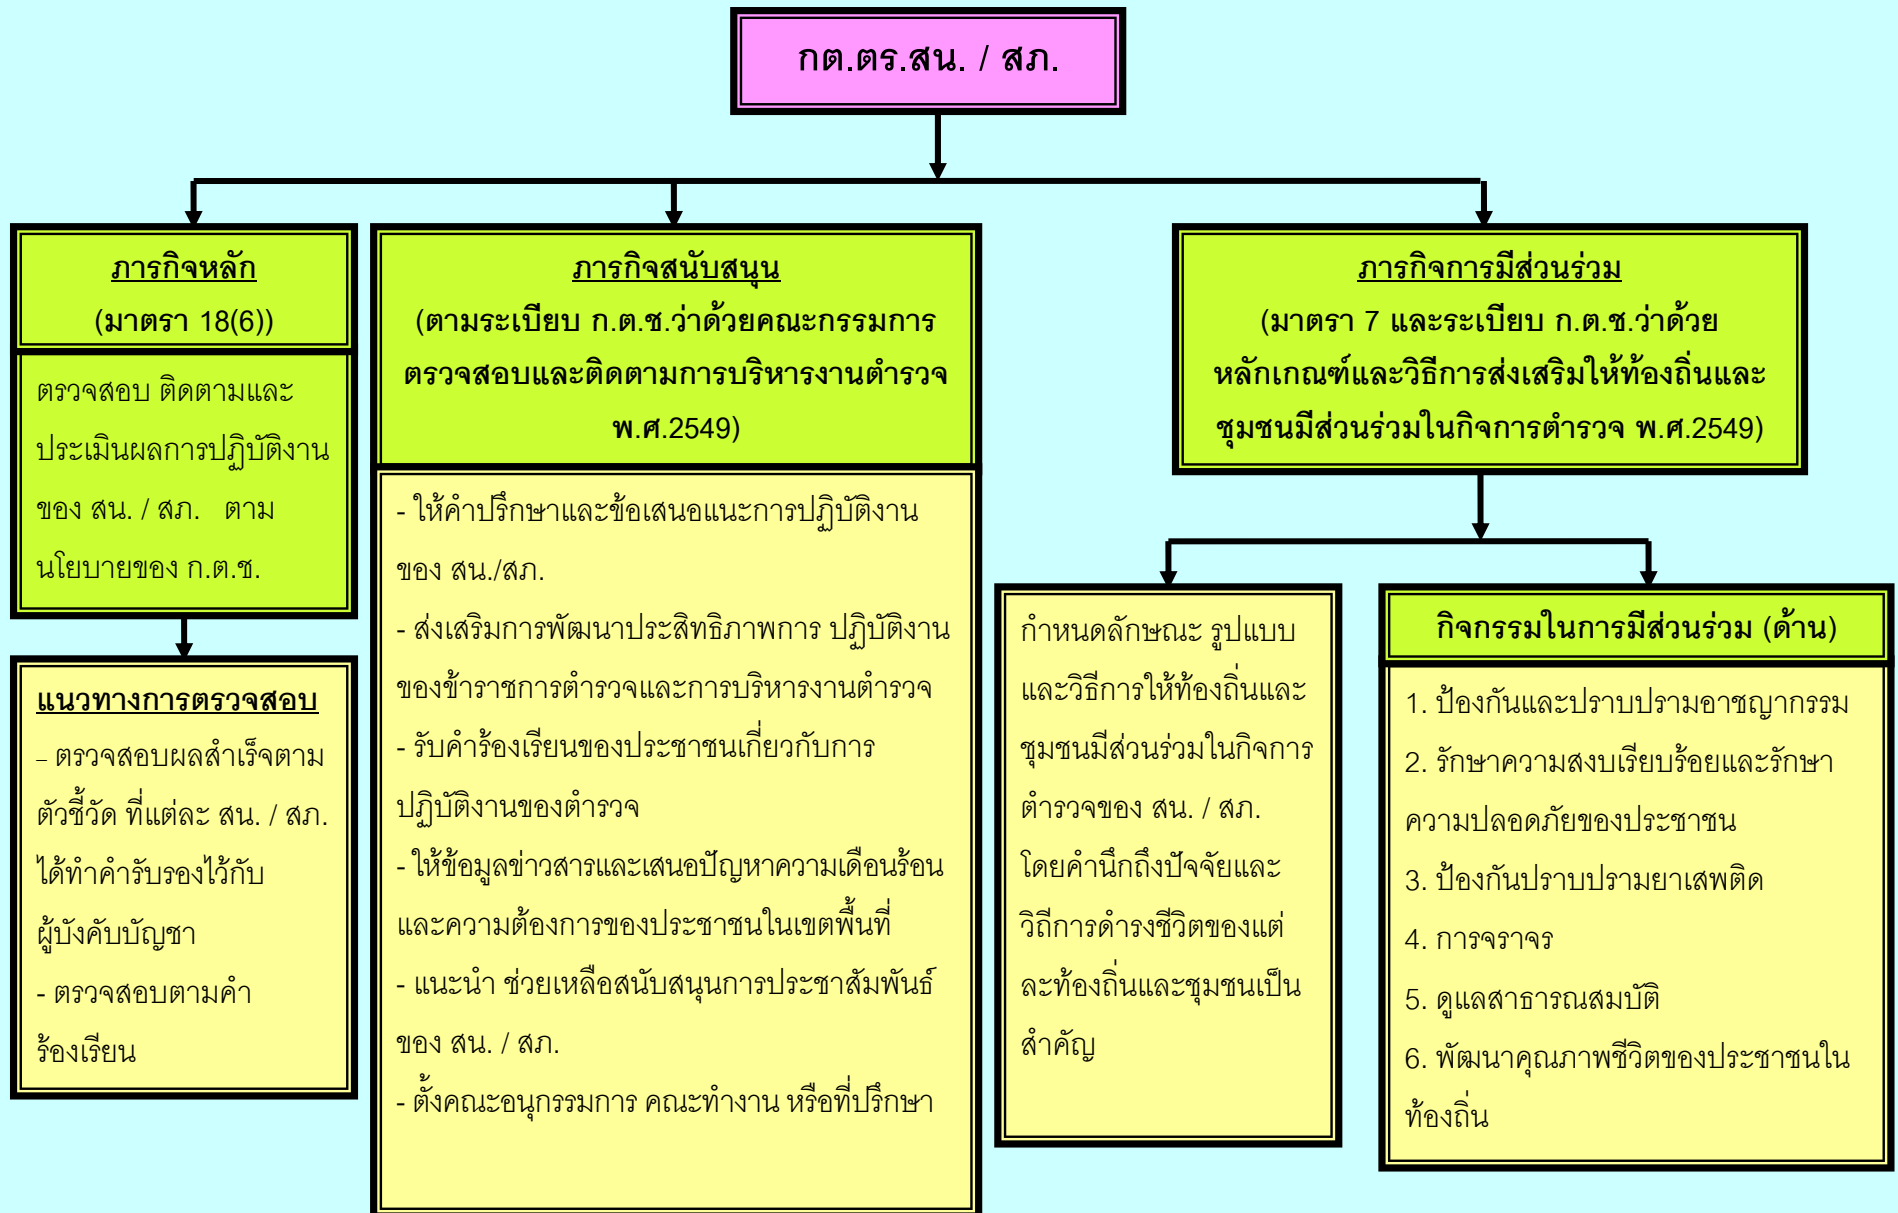 กต.ตร.สน. / สภ.
ภารกิจหลัก
(มาตรา 18(6))
ตรวจสอบ ติดตามและ
ประเมินผลการปฏิบัติงาน
ของ สน. / สภ. ตาม
นโยบายของ ก.ต.ช.
แนวทางการตรวจสอบ
– ตรวจสอบผลสำเร็จตาม
ตัวชี้วัด ที่แต่ละ สน. / สภ.
ได้ทำคำรับรองไว้กับ
ผู้บังคับบัญชา
- ตรวจสอบตามคำ
ร้องเรียน
ภารกิจสนับสนุน
(ตามระเบียบ ก.ต.ช.ว่าด้วยคณะกรรมการ
ตรวจสอบและติดตามการบริหารงานตำรวจ
พ.ศ.2549)
- ให้คำปรึกษาและข้อเสนอแนะการปฏิบัติงาน
ของ สน./สภ.
- ส่งเสริมการพัฒนาประสิทธิภาพการ ปฏิบัติงาน
ของข้าราชการตำรวจและการบริหารงานตำรวจ
- รับคำร้องเรียนของประชาชนเกี่ยวกับการ
ปฏิบัติงานของตำรวจ
- ให้ข้อมูลข่าวสารและเสนอปัญหาความเดือนร้อน
และความต้องการของประชาชนในเขตพื้นที่
- แนะนำ ช่วยเหลือสนับสนุนการประชาสัมพันธ์
ของ สน. / สภ.
- ตั้งคณะอนุกรรมการ คณะทำงาน หรือที่ปรึกษา
ภารกิจการมีส่วนร่วม
(มาตรา 7 และระเบียบ ก.ต.ช.ว่าด้วย
หลักเกณฑ์และวิธีการส่งเสริมให้ท้องถิ่นและ
ชุมชนมีส่วนร่วมในกิจการตำรวจ พ.ศ.2549)
กำหนดลักษณะ รูปแบบ
และวิธีการให้ท้องถิ่นและ
ชุมชนมีส่วนร่วมในกิจการ
ตำรวจของ สน. / สภ.
โดยคำนึกถึงปัจจัยและ
วิถีการดำรงชีวิตของแต่
ละท้องถิ่นและชุมชนเป็น
สำคัญ
กิจกรรมในการมีส่วนร่วม (ด้าน)
1. ป้องกันและปราบปรามอาชญากรรม
2. รักษาความสงบเรียบร้อยและรักษา
ความปลอดภัยของประชาชน
3. ป้องกันปราบปรามยาเสพติด
4. การจราจร
5. ดูแลสาธารณสมบัติ
6. พัฒนาคุณภาพชีวิตของประชาชนใน
ท้องถิ่น